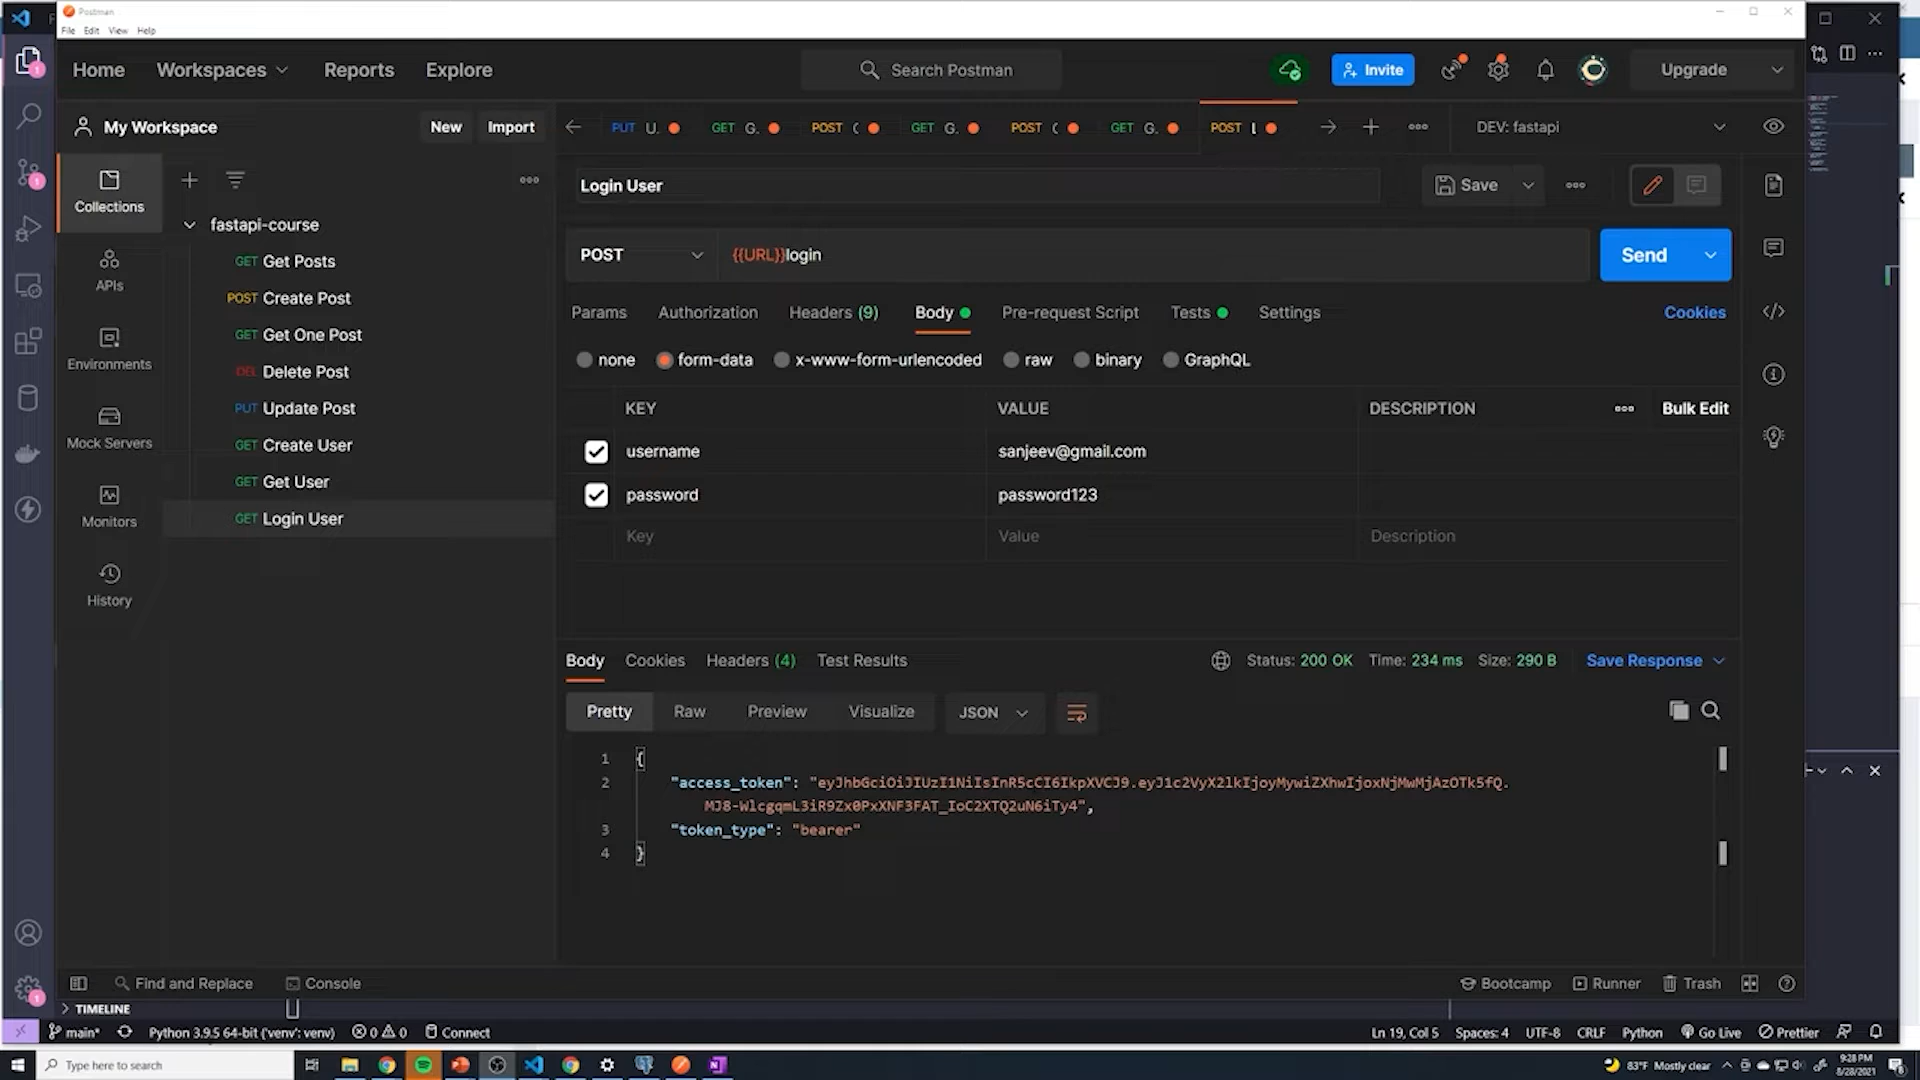 Postman
File Edit View Help
Home Workspaces Reports Explore
Search Postman
Invite
Upgrade
My Workspace
New Import
PUT U. GET G. POST GET G. POST GET G. POST
DEV: fastapi
Collections
APIs
Environments
Mock Servers
Monitors
History
fastapi-course
GET Get Posts
POST Create Post
GET Get One Post
DEL Delete Post
PUT Update Post
GET Create User
GET Get User
GET Login User
Login User
Save
POST {{URL}}login
Send
Params Authorization Headers (9) Body Pre-request Script Tests Settings Cookies
none form-data x-www-form-urlencoded raw binary GraphQL
KEY VALUE DESCRIPTION Bulk Edit
username sanjeev@gmail.com
password password123
Key Value Description
Body Cookies Headers (4) Test Results
Status: 200 OK Time: 234 ms Size: 290 B Save Response
Pretty Raw Preview Visualize JSON
1 {
2 "access_token": "eyJhbGciOiJIUzI1NiIsInR5cCI6IkpXVCJ9.eyJ1c2VyX2lkIjoyMywiZXhwIjoxNjMwMjAzOTk5fQ.
MJ8-WlcgqmL3iR9Zx0PxXNF3FAT_IoC2XTQ2uN6iTy4",
3 "token_type": "bearer"
4 }
Find and Replace Console
Bootcamp Runner Trash
TIMELINE
main* Python 3.9.5 64-bit ('venv': venv) 0 0 Connect
Ln 19, Col 5 Spaces: 4 UTF-8 CRLF Python Go Live Prettier
Type here to search
83°F Mostly clear
9:28 PM
8/28/2021